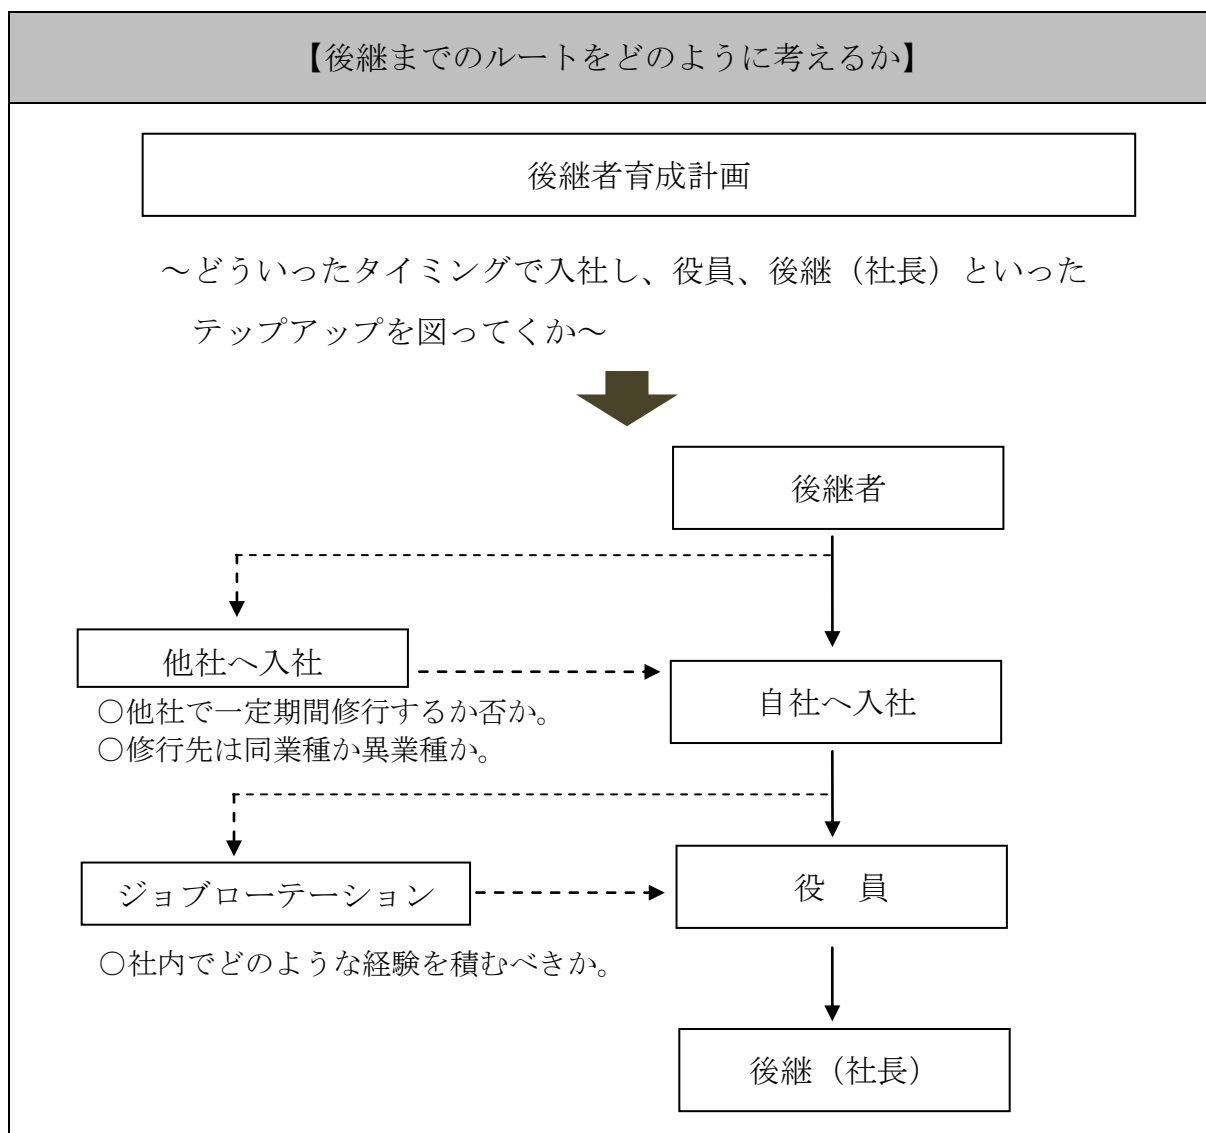 【後継までのルートをどのように考えるか】
後継者育成計画
～どういったタイミングで入社し、役員、後継（社長）といった
テップアップを図ってくか～
後継者
他社へ入社
○他社で一定期間修行するか否か。
○修行先は同業種か異業種か。
自社へ入社
ジョブローテーション
○社内でどのような経験を積むべきか。
役　員
後継（社長）